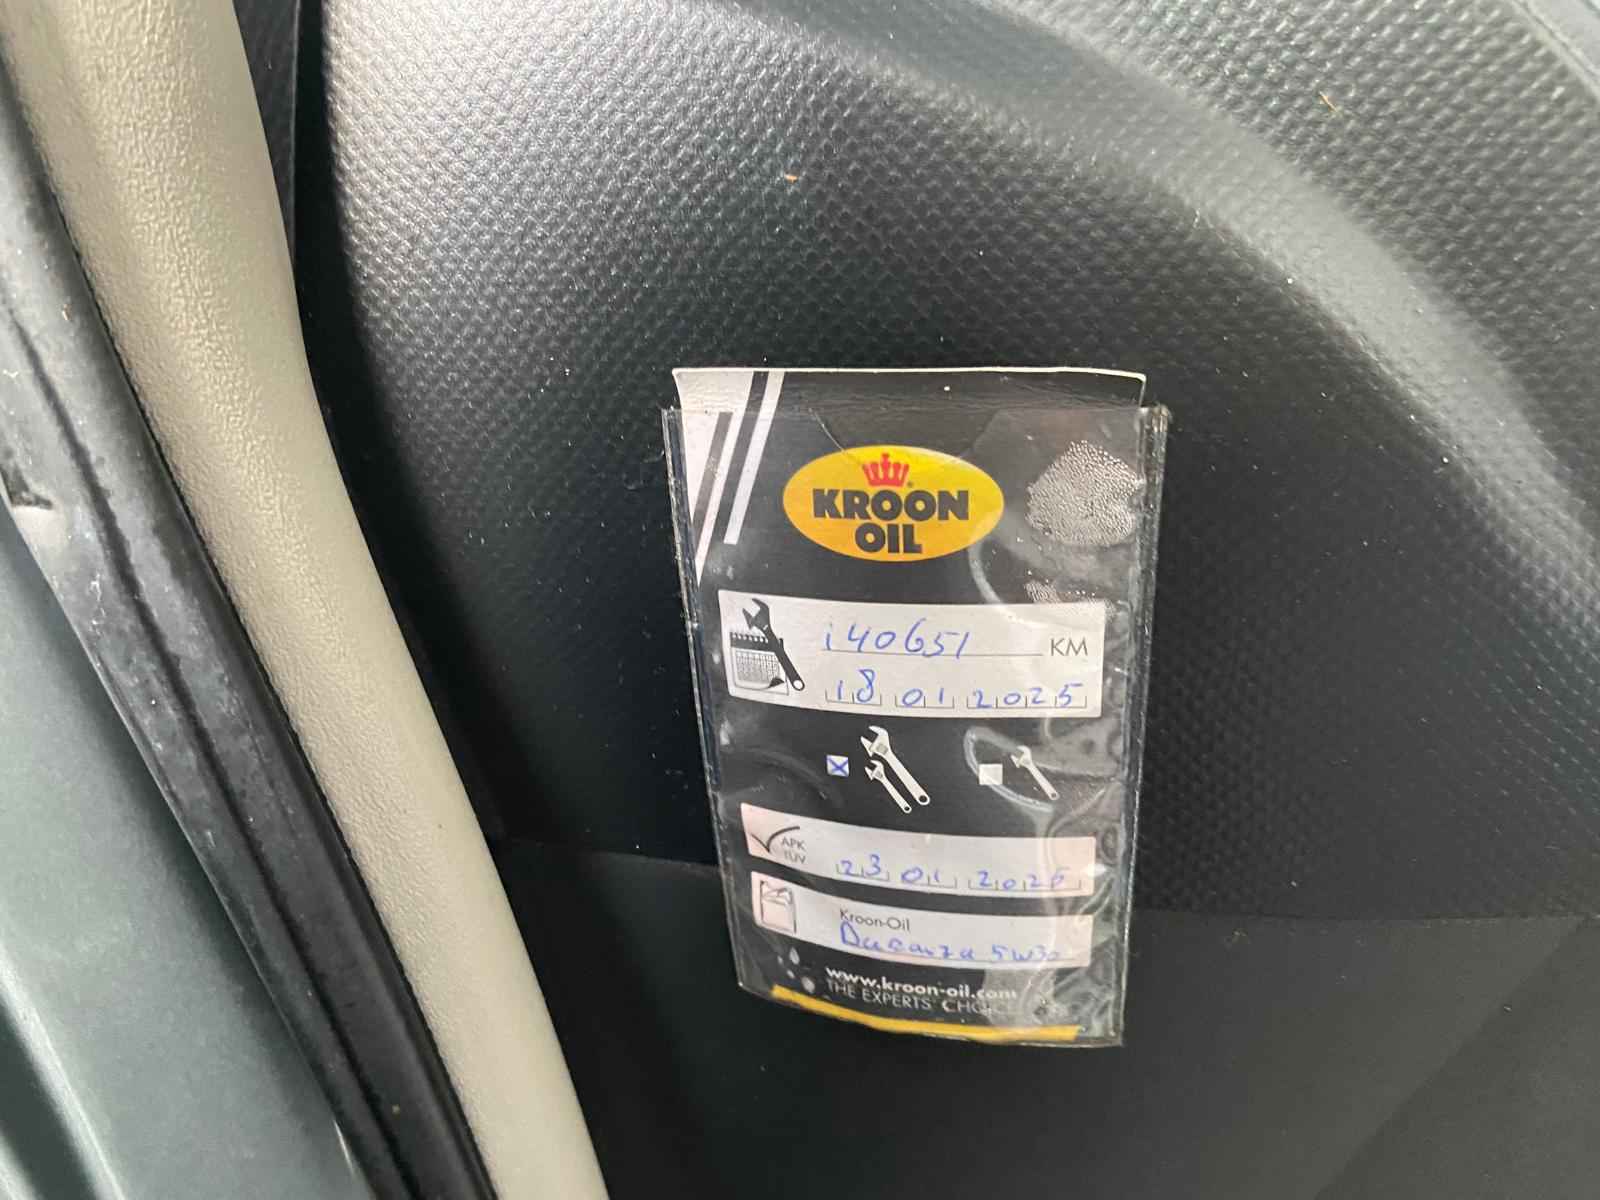 KROON
OIL
140651 KM
18 01 2025
APK
TÜV
23 01 2025
Kroon-Oil
Duranza 5w30
www.kroon-oil.com
THE EXPERTS' CHOICE